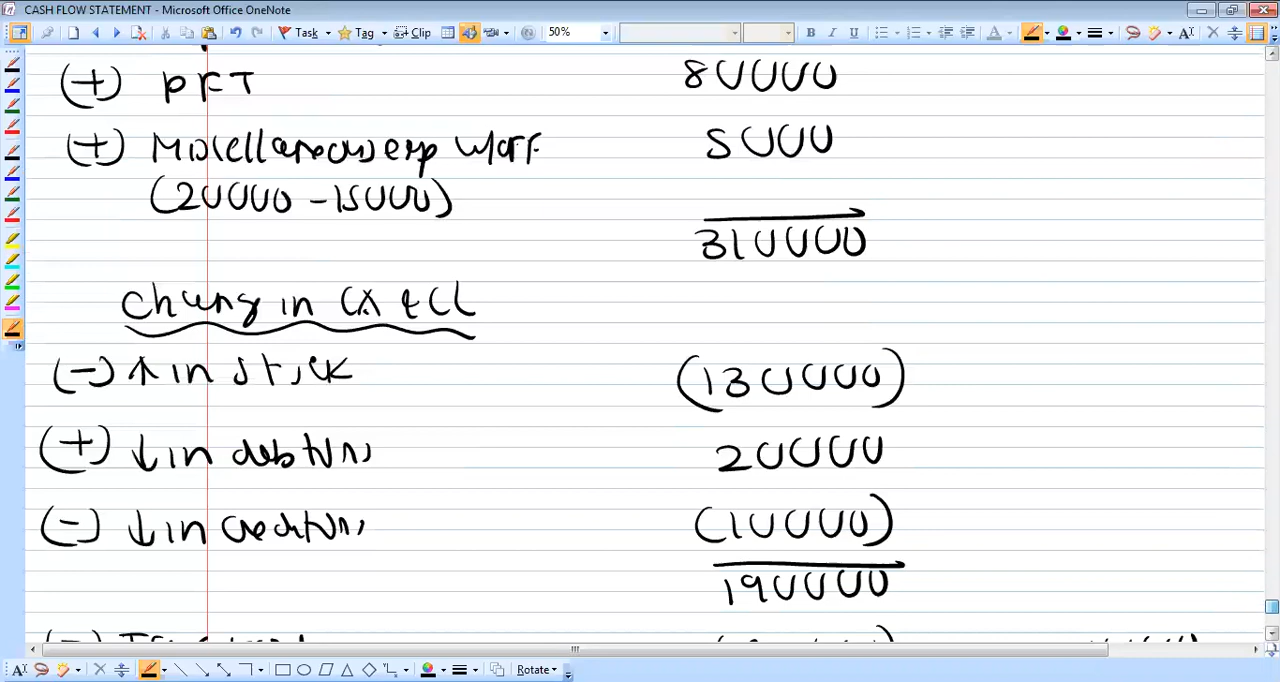 CASH FLOW STATEMENT - Microsoft Office OneNote
Task Tag Clip 50% B I U A
(+) PFT 80000
(+) Miscellaneous exp w/off 5000
(20000 - 15000)
310000
Change in CA & CL
(-) ↑ in stock (130000)
(+) ↓ in debtors 20000
(-) ↓ in creditors (10000)
190000
Rotate